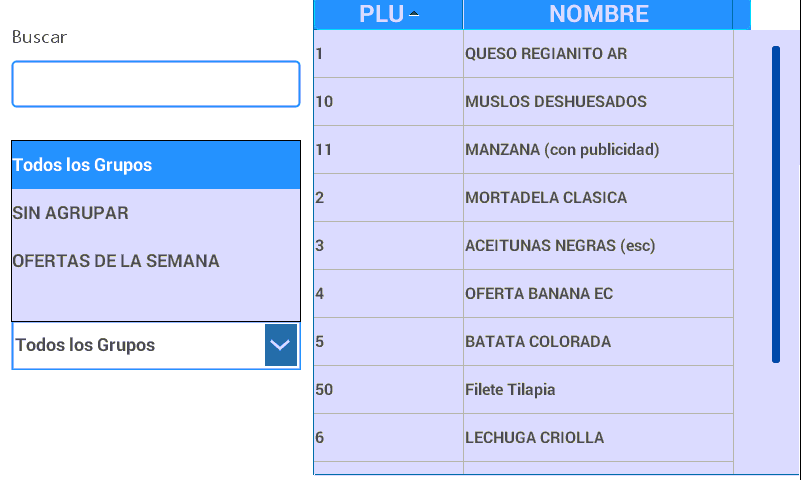 Buscar
Todos los Grupos
SIN AGRUPAR
OFERTAS DE LA SEMANA
Todos los Grupos
PLU NOMBRE
1 QUESO REGIANITO AR
10 MUSLOS DESHUESADOS
11 MANZANA (con publicidad)
2 MORTADELA CLASICA
3 ACEITUNAS NEGRAS (esc)
4 OFERTA BANANA EC
5 BATATA COLORADA
50 Filete Tilapia
6 LECHUGA CRIOLLA